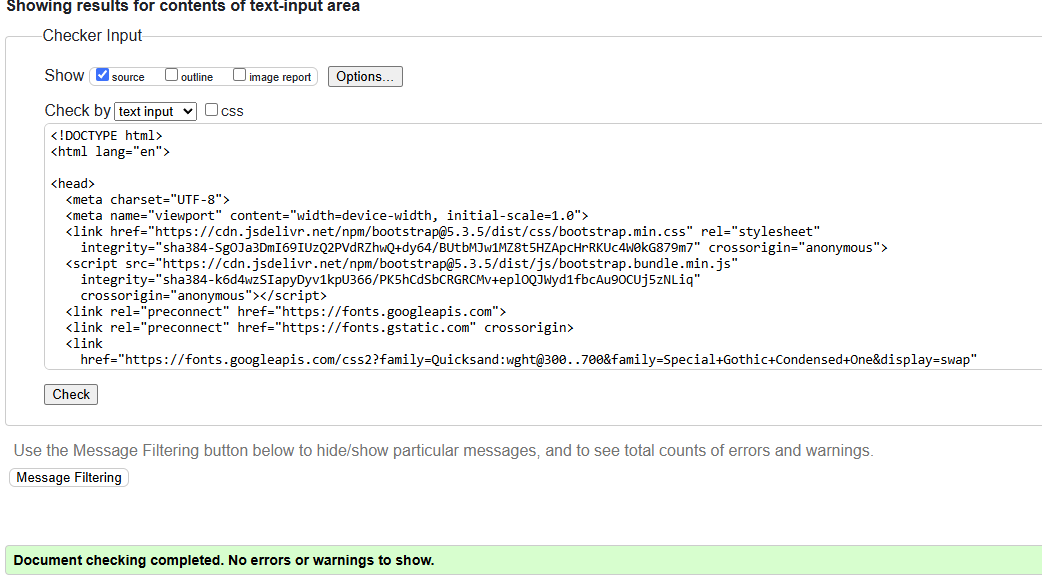 Showing results for contents of text-input area
Checker Input
Show source outline image report Options...
Check by text input css
<!DOCTYPE html>
<html lang="en">
<head>
<meta charset="UTF-8">
<meta name="viewport" content="width=device-width, initial-scale=1.0">
<link href="https://cdn.jsdelivr.net/npm/bootstrap@5.3.5/dist/css/bootstrap.min.css" rel="stylesheet"
integrity="sha384-SgOJa3DmI69IUzQ2PVdRZhwQ+dy64/BUtbMJw1MZ8t5HZApcHrRKUc4W0kG879m7" crossorigin="anonymous">
<script src="https://cdn.jsdelivr.net/npm/bootstrap@5.3.5/dist/js/bootstrap.bundle.min.js"
integrity="sha384-k6d4wzSIapyDyv1kpU366/PK5hCdSbCRGRCMv+eplOQJWyd1fbcAu9OCUj5zNLiq"
crossorigin="anonymous"></script>
<link rel="preconnect" href="https://fonts.googleapis.com">
<link rel="preconnect" href="https://fonts.gstatic.com" crossorigin>
<link
href="https://fonts.googleapis.com/css2?family=Quicksand:wght@300..700&family=Special+Gothic+Condensed+One&display=swap"
Check
Use the Message Filtering button below to hide/show particular messages, and to see total counts of errors and warnings.
Message Filtering
Document checking completed. No errors or warnings to show.